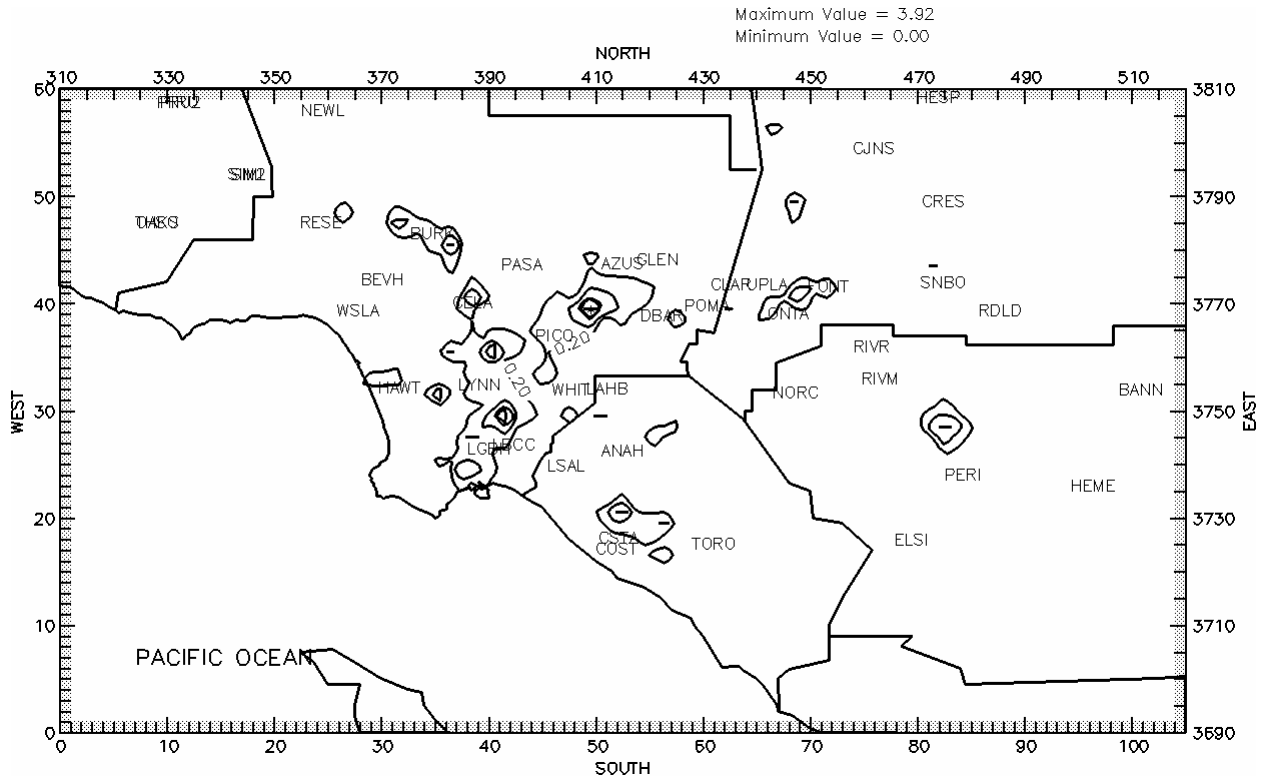 Maximum Value = 3.92
Minimum Value = 0.00
NORTH
310 330 350 370 390 410 430 450 470 490 510
60 3810
HESP
NEWL
CJNS
50 3790
CRES
RESE
BURK
PASA AZUS GLEN
BEVH CLAR UPLA FONT SNBO
40 3770
CELA
WSLA DBAR POMA ONTA RDLD
PICO 0.20
RIVR
0.20
RIVM
HAWT LYNN WHIT LAHB NORC BANN
30 3750
WEST EAST
LGBH LBCC ANAH
LSAL PERI
HEME
20 3730
CSTA
COST TORO ELSI
10 3710
PACIFIC OCEAN
0 3690
0 10 20 30 40 50 60 70 80 90 100
SOUTH